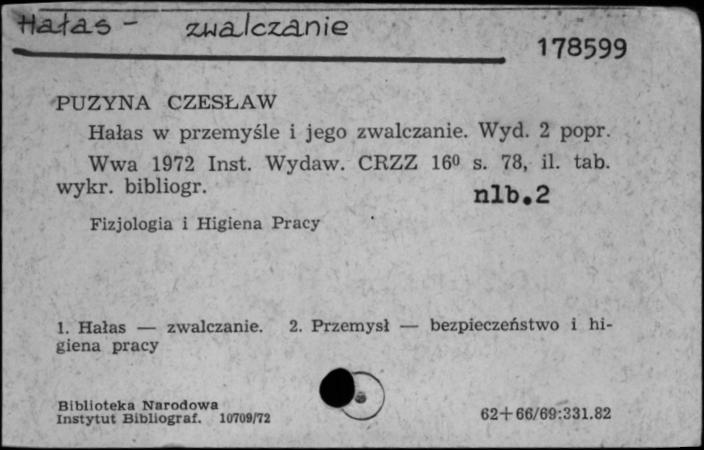 Hałas - zwalczanie
178599
PUZYNA CZESŁAW
Hałas w przemyśle i jego zwalczanie. Wyd. 2 popr.
Wwa 1972 Inst. Wydaw. CRZZ 16⁰ s. 78, il. tab.
wykr. bibliogr.
nlb.2
Fizjologia i Higiena Pracy
1. Hałas — zwalczanie. 2. Przemysł — bezpieczeństwo i hi-
giena pracy
Biblioteka Narodowa
Instytut Bibliograf. 10709/72
62+66/69:331.82